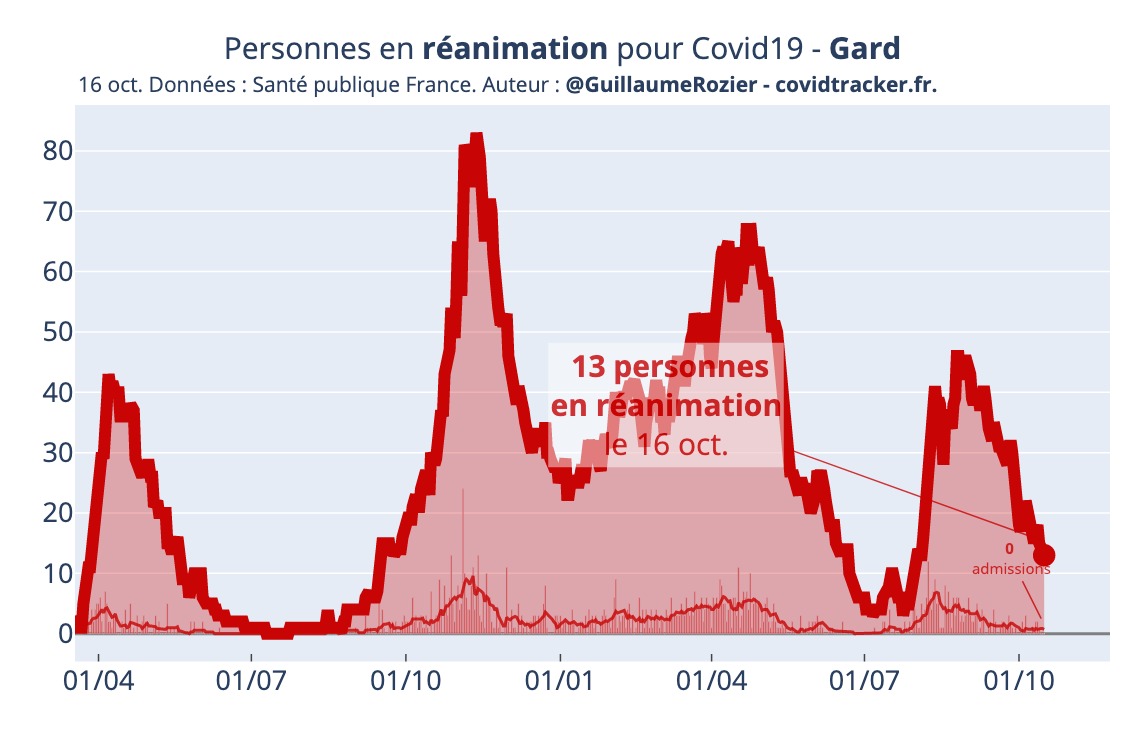 Personnes en réanimation pour Covid19 - Gard
16 oct. Données : Santé publique France. Auteur : @GuillaumeRozier - covidtracker.fr.
80
70
60
50
40
30
20
10
0
13 personnes
en réanimation
le 16 oct.
0
admissions
01/04
01/07
01/10
01/01
01/04
01/07
01/10